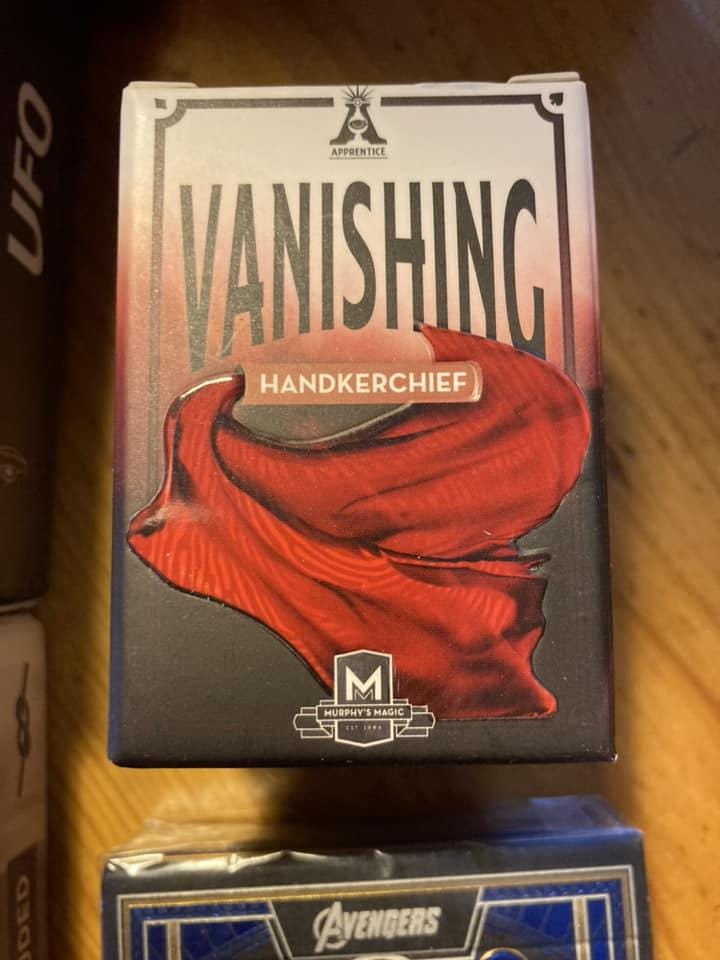 UFO
APPRENTICE
VANISHING
HANDKERCHIEF
M
MURPHY'S MAGIC
AVENGERS